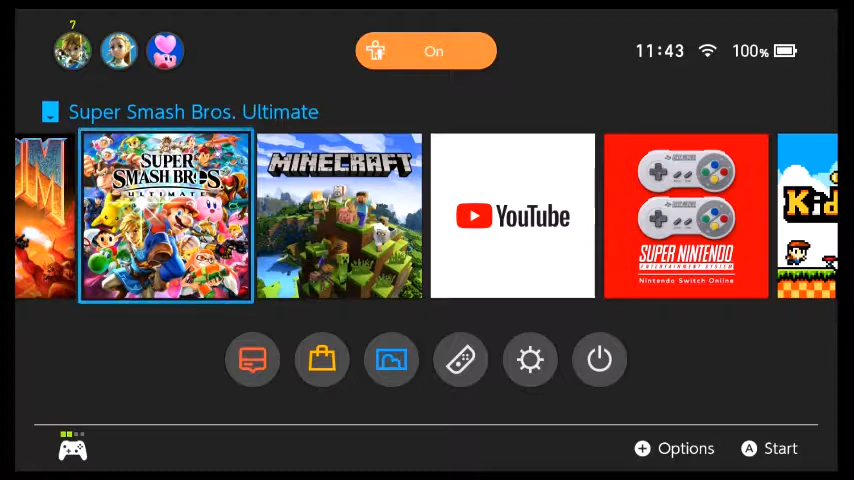 7
On
11:43
100%
Super Smash Bros. Ultimate
SUPER
SMASH BROS.
ULTIMATE
MINECRAFT
YouTube
SUPER NINTENDO
ENTERTAINMENT SYSTEM
Nintendo Switch Online
Kid
Options
A Start